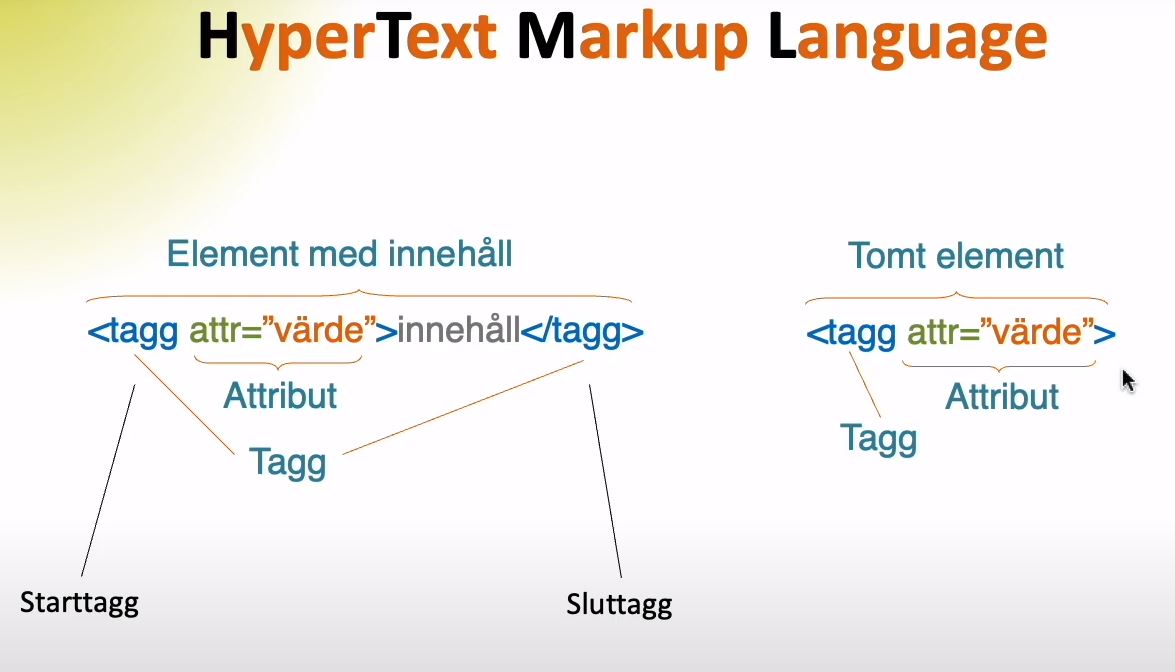 HyperText Markup Language
Element med innehåll
<tagg attr=”värde”>innehåll</tagg>
Attribut
Tagg
Starttagg
Sluttagg
Tomt element
<tagg attr=”värde”>
Attribut
Tagg